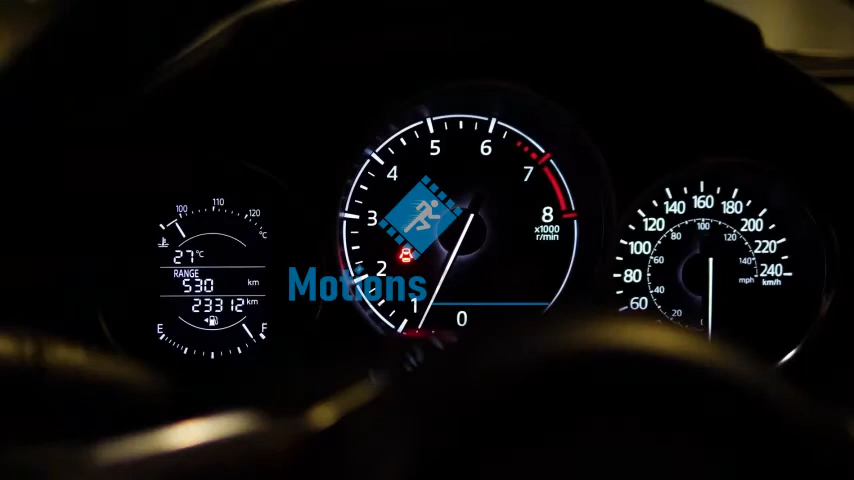 100 110 120
°C
27°C
RANGE
530 km
23312 km
E F
0 1 2 3 4 5 6 7 8
x1000
r/min
Motions
60 80 100 120 140 160 180 200 220 240
km/h
20 40 60 80 100 120 140
mph